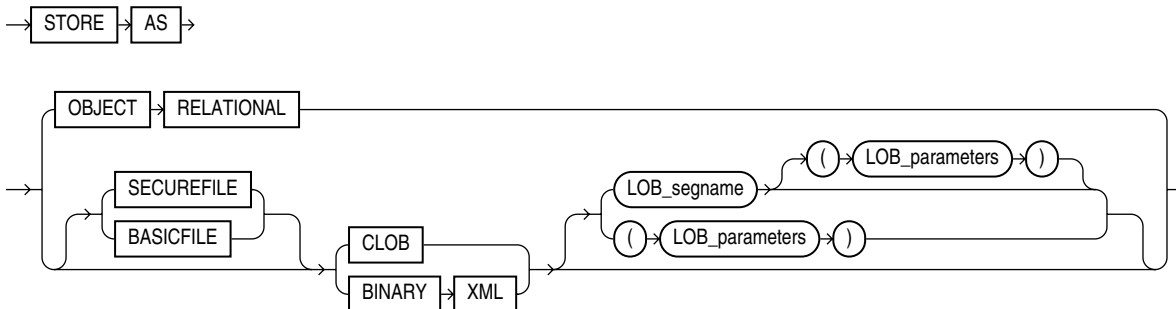 STORE AS
OBJECT RELATIONAL
( LOB_parameters )
SECUREFILE
LOB_segname
BASICFILE
( LOB_parameters )
CLOB
BINARY XML